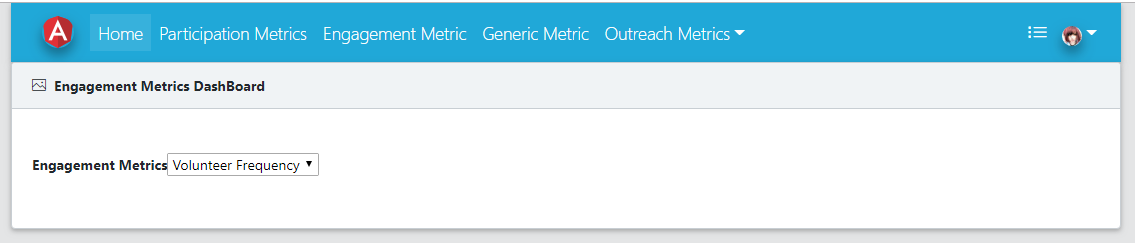 A
Home Participation Metrics Engagement Metric Generic Metric Outreach Metrics
Engagement Metrics DashBoard
Engagement Metrics Volunteer Frequency